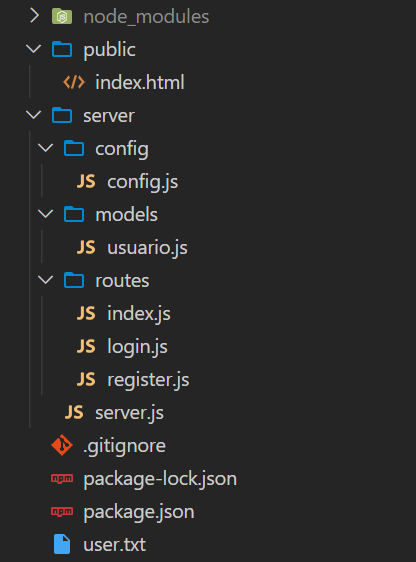 node_modules
public
index.html
server
config
JS config.js
models
JS usuario.js
routes
JS index.js
JS login.js
JS register.js
JS server.js
.gitignore
npm package-lock.json
npm package.json
user.txt